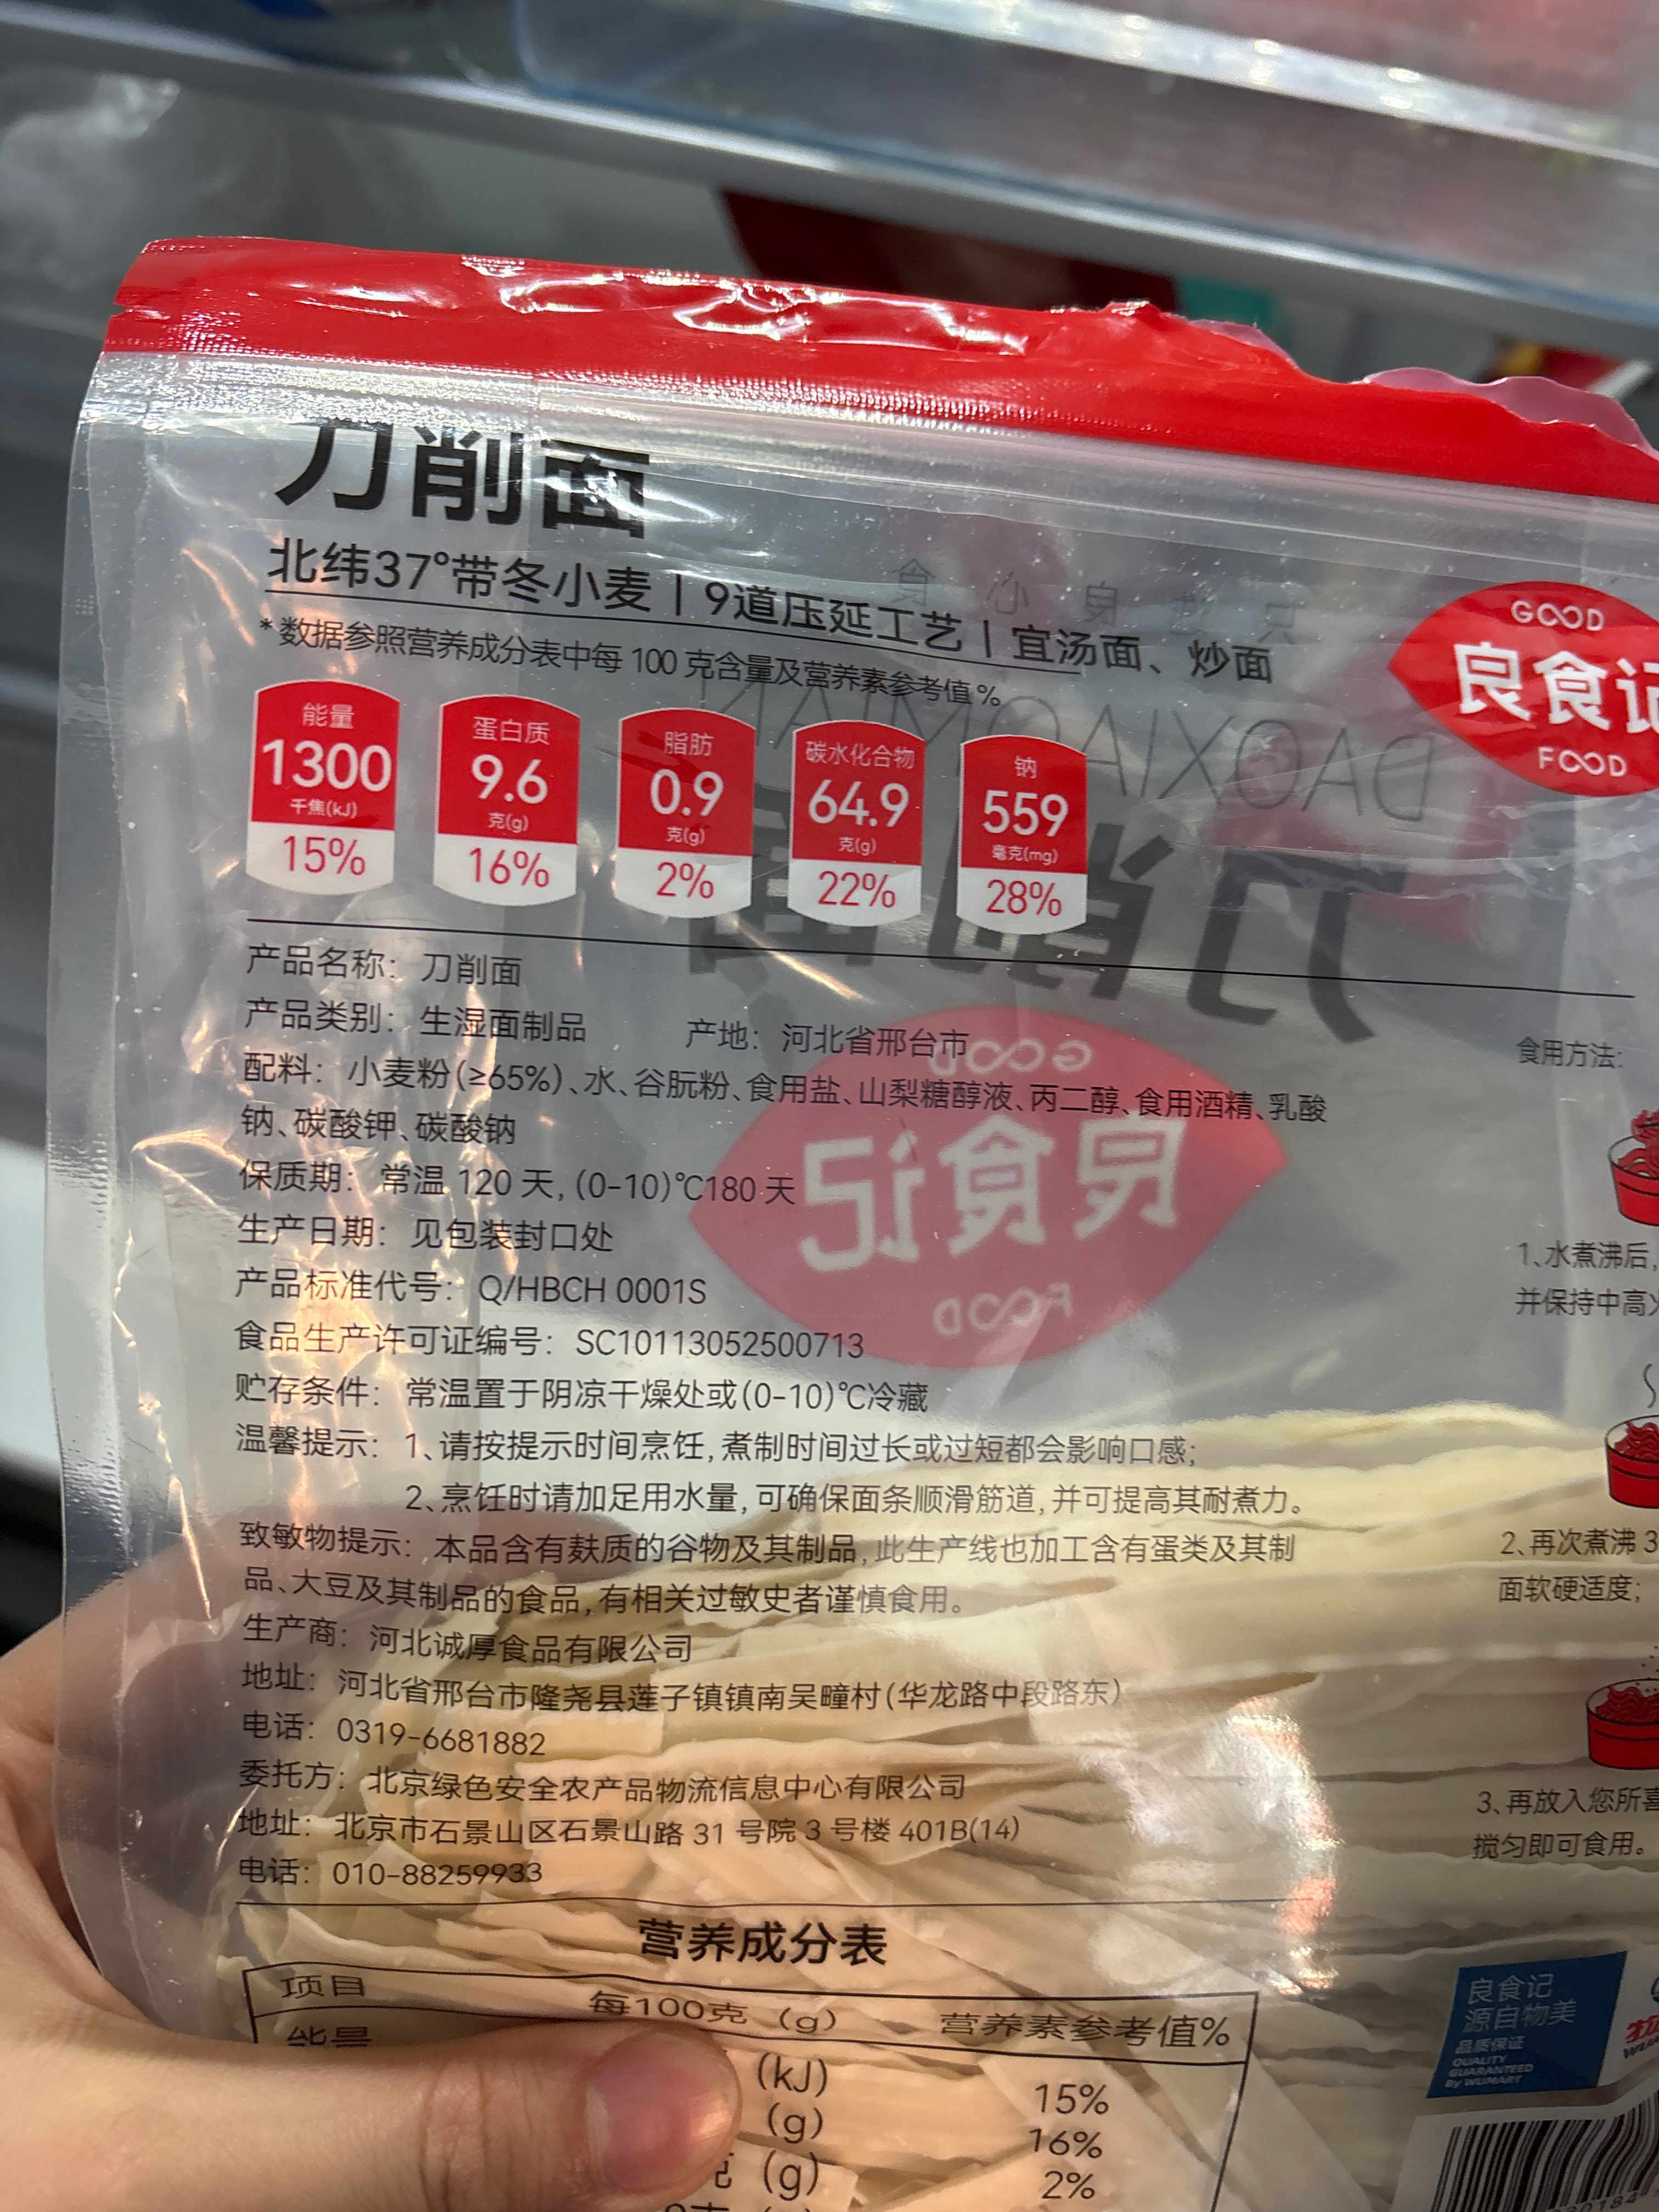 刀削面
北纬37°带冬小麦 | 9道压延工艺 | 宜汤面、炒面
*数据参照营养成分表中每 100 克含量及营养素参考值%
GOOD
良食记
FOOD
能量
1300
千焦(kJ)
15%
蛋白质
9.6
克(g)
16%
脂肪
0.9
克(g)
2%
碳水化合物
64.9
克(g)
22%
钠
559
毫克(mg)
28%
产品名称：刀削面
产品类别：生湿面制品 产地：河北省邢台市
配料：小麦粉(≥65%)、水、谷朊粉、食用盐、山梨糖醇液、丙二醇、食用酒精、乳酸
钠、碳酸钾、碳酸钠
保质期：常温 120 天,(0-10)℃180 天
生产日期：见包装封口处
产品标准代号：Q/HBCH 0001S
食品生产许可证编号：SC10113052500713
贮存条件：常温置于阴凉干燥处或(0-10)℃冷藏
温馨提示：1、请按提示时间烹饪,煮制时间过长或过短都会影响口感;
2、烹饪时请加足用水量,可确保面条顺滑筋道,并可提高其耐煮力。
致敏物提示：本品含有麸质的谷物及其制品,此生产线也加工含有蛋类及其制
品、大豆及其制品的食品,有相关过敏史者谨慎食用。
生产商：河北诚厚食品有限公司
地址：河北省邢台市隆尧县莲子镇镇南吴疃村(华龙路中段路东)
电话：0319-6681882
委托方：北京绿色安全农产品物流信息中心有限公司
地址：北京市石景山区石景山路 31 号院 3 号楼 401B(14)
电话：010-88259933
食用方法：
1、水煮沸后,
并保持中高
2、再次煮沸 3
面软硬适度;
3、再放入您所喜
搅匀即可食用。
营养成分表
项目 每100克 (g) 营养素参考值%
能量 (kJ) 15%
(g) 16%
克 (g) 2%
良食记
源自物美
品质保证
QUALITY
GUARANTEED
By WUMART